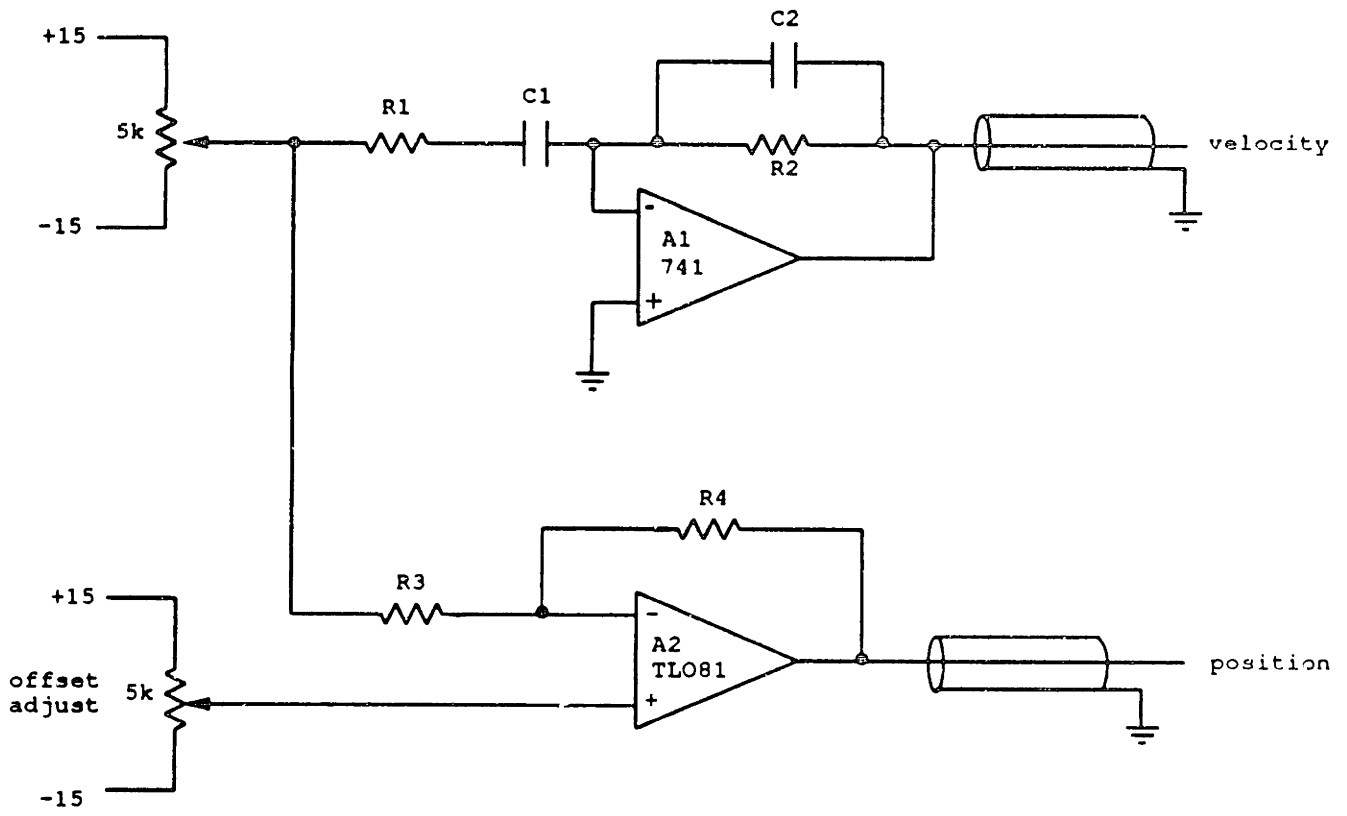 C2
+15
R1
C1
5k
velocity
R2
-
A1
741
-15
+
R4
+15
R3
-
A2
TLO81
position
offset
adjust
5k
+
-15